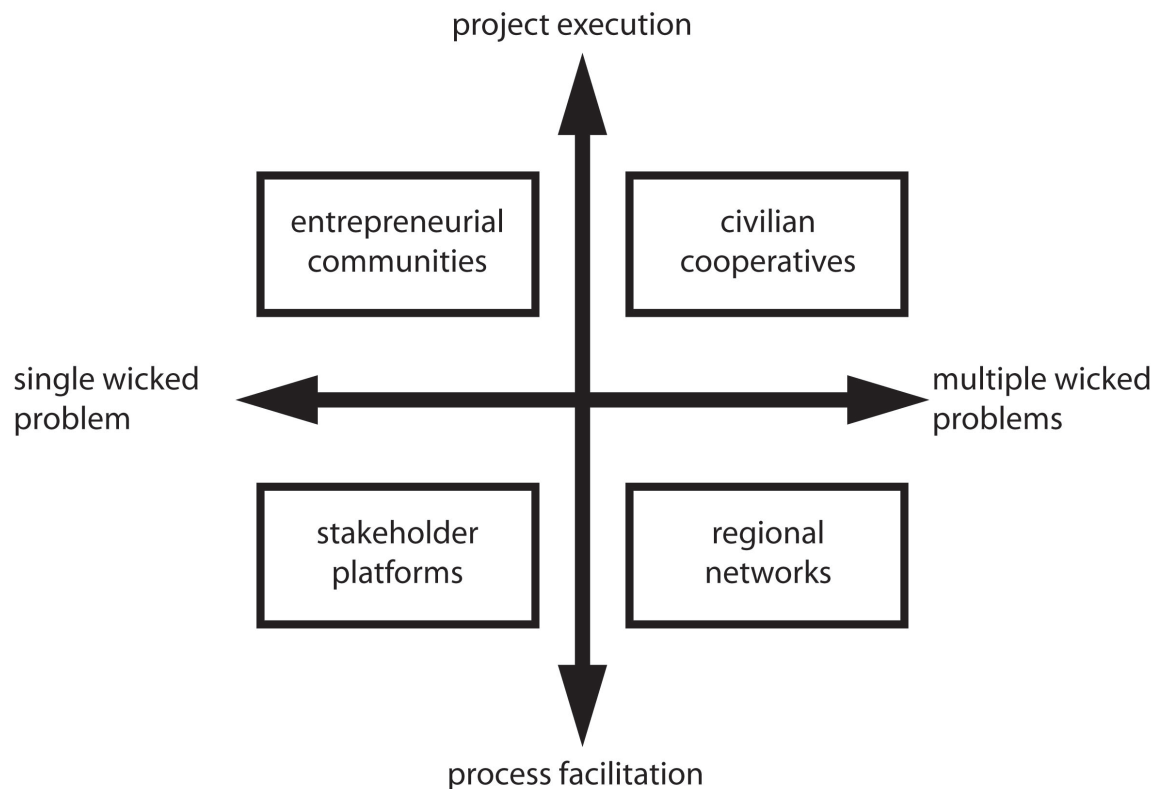 project execution
entrepreneurial
communities
civilian
cooperatives
single wicked
problem
multiple wicked
problems
stakeholder
platforms
regional
networks
process facilitation